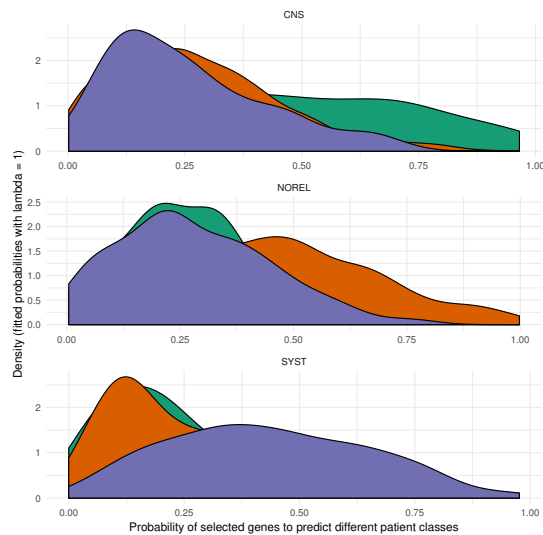 CNS
2
1
0
0.00 0.25 0.50 0.75 1.00
NOREL
2.5
2.0
1.5
1.0
0.5
0.0
0.00 0.25 0.50 0.75 1.00
SYST
2
1
0
0.00 0.25 0.50 0.75 1.00
Probability of selected genes to predict different patient classes
Density (fitted probabilities with lambda = 1)